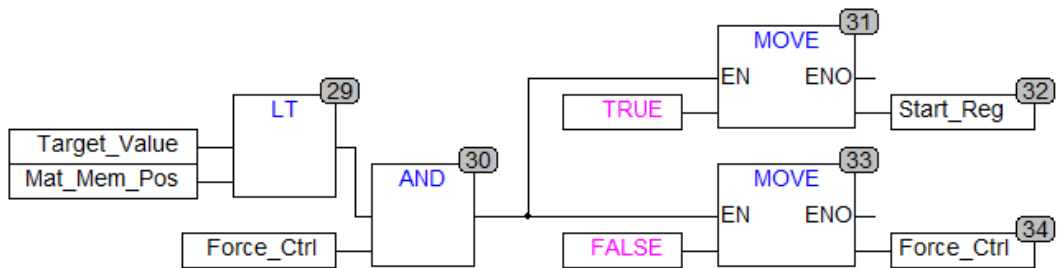 31
MOVE
EN ENO
TRUE
32
Start_Reg
29
LT
Target_Value
Mat_Mem_Pos
30
AND
Force_Ctrl
33
MOVE
EN ENO
FALSE
34
Force_Ctrl